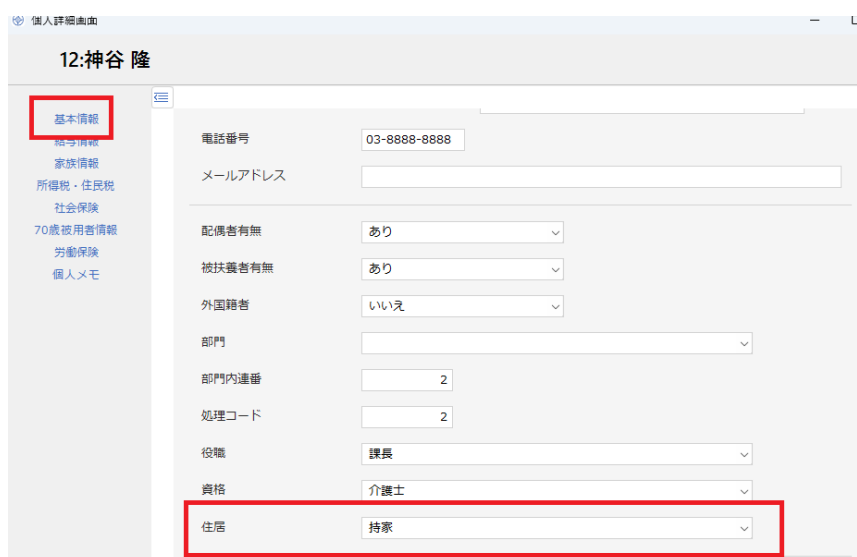 個人詳細画面
12:神谷 隆
基本情報
給与情報
家族情報
所得税・住民税
社会保険
70歳被用者情報
労働保険
個人メモ
電話番号 03-8888-8888
メールアドレス
配偶者有無 あり
被扶養者有無 あり
外国籍者 いいえ
部門
部門内連番 2
処理コード 2
役職 課長
資格 介護士
住居 持家